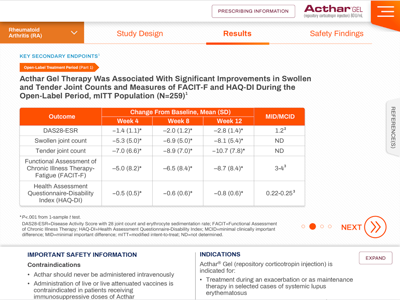 PRESCRIBING INFORMATION
Acthar GEL
(repository corticotropin injection) 80 U/mL
Rheumatoid
Arthritis (RA)
Study Design
Results
Safety Findings
KEY SECONDARY ENDPOINTS¹
Open-Label Treatment Period (Part 1)
Acthar Gel Therapy Was Associated With Significant Improvements in Swollen
and Tender Joint Counts and Measures of FACIT-F and HAQ-DI During the
Open-Label Period, mITT Population (N=259)¹
Outcome
Change From Baseline, Mean (SD)
MID/MCID
Week 4
Week 8
Week 12
DAS28-ESR
−1.4 (1.1)*
−2.0 (1.2)*
−2.8 (1.4)*
1.2³
Swollen joint count
−5.3 (5.0)*
−6.9 (5.0)*
−8.1 (5.4)*
ND
Tender joint count
−7.0 (6.6)*
−8.9 (7.0)*
−10.7 (7.8)*
ND
Functional Assessment of
Chronic Illness Therapy-
Fatigue (FACIT-F)
−5.0 (8.2)*
−6.5 (8.4)*
−8.7 (8.4)*
3-4³
Health Assessment
Questionnaire-Disability
Index (HAQ-DI)
−0.5 (0.5)*
−0.6 (0.6)*
−0.8 (0.6)*
0.22-0.25³
*P<.001 from 1-sample t test.
DAS28-ESR=Disease Activity Score with 28 joint count and erythrocyte sedimentation rate; FACIT-F=Functional Assessment
of Chronic Illness Therapy; HAQ-DI=Health Assessment Questionnaire-Disability Index; MCID=minimal clinically important
difference; MID=minimal important difference; mITT=modified intent-to-treat; ND=not determined.
NEXT
REFERENCE(S)
IMPORTANT SAFETY INFORMATION
Contraindications
• Acthar should never be administered intravenously
• Administration of live or live attenuated vaccines is
contraindicated in patients receiving
immunosuppressive doses of Acthar
INDICATIONS
Acthar® Gel (repository corticotropin injection) is
indicated for:
• Treatment during an exacerbation or as maintenance
therapy in selected cases of systemic lupus
erythematosus
EXPAND